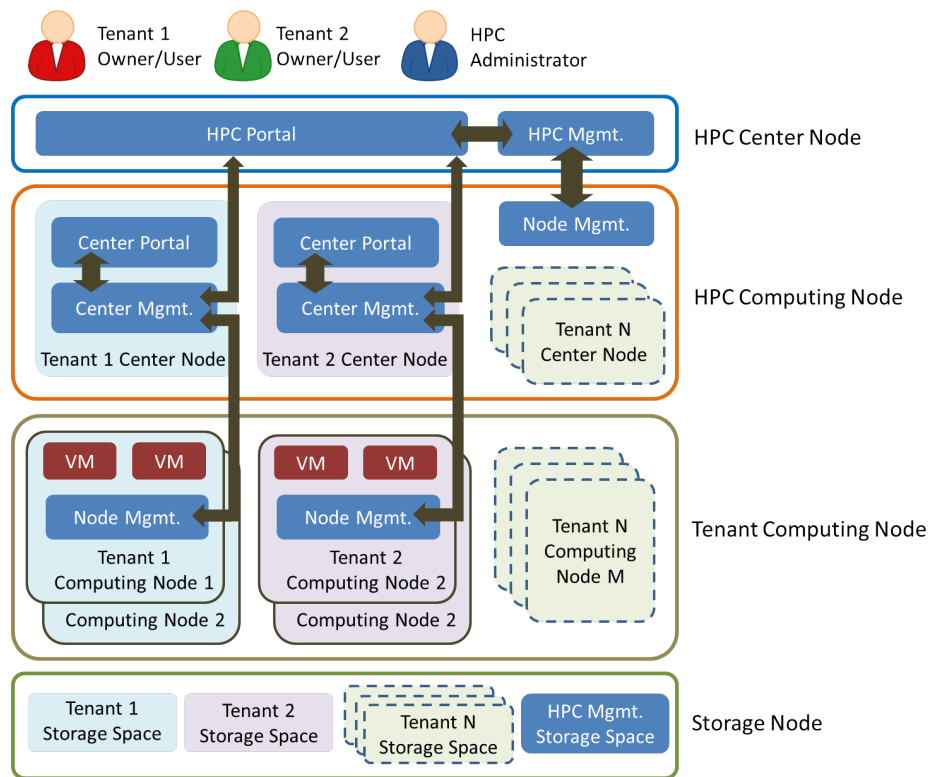 Tenant 1
Owner/User
Tenant 2
Owner/User
HPC
Administrator
HPC Portal
HPC Mgmt.
HPC Center Node
Center Portal
Center Mgmt.
Tenant 1 Center Node
Center Portal
Center Mgmt.
Tenant 2 Center Node
Node Mgmt.
Tenant N
Center Node
HPC Computing Node
VM
VM
Node Mgmt.
Tenant 1
Computing Node 1
Computing Node 2
VM
VM
Node Mgmt.
Tenant 2
Computing Node 2
Computing Node 2
Tenant N
Computing
Node M
Tenant Computing Node
Tenant 1
Storage Space
Tenant 2
Storage Space
Tenant N
Storage Space
HPC Mgmt.
Storage Space
Storage Node